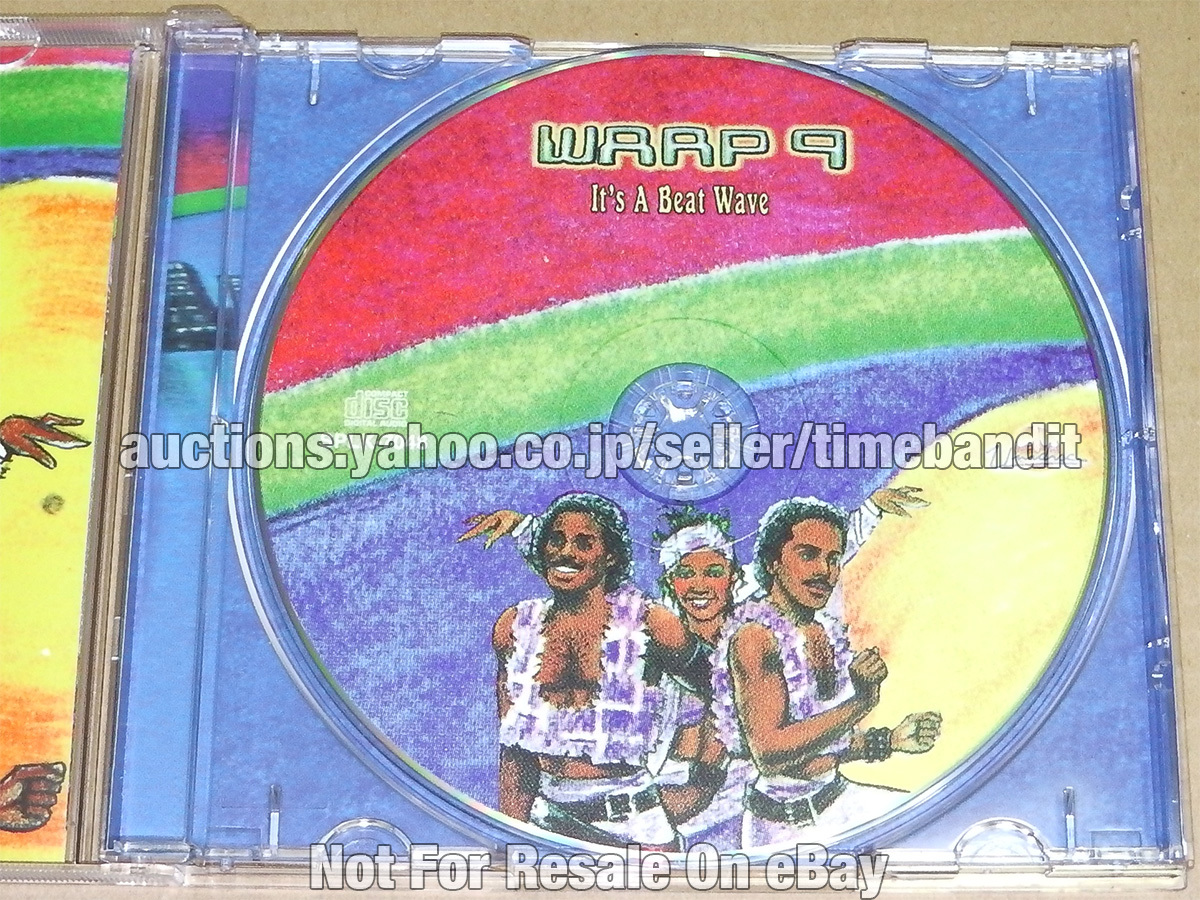 WARP 9
It's A Beat Wave
COMPACT
disc
DIGITAL AUDIO
auctions.yahoo.co.jp/seller/timebandit
Not For Resale On eBay